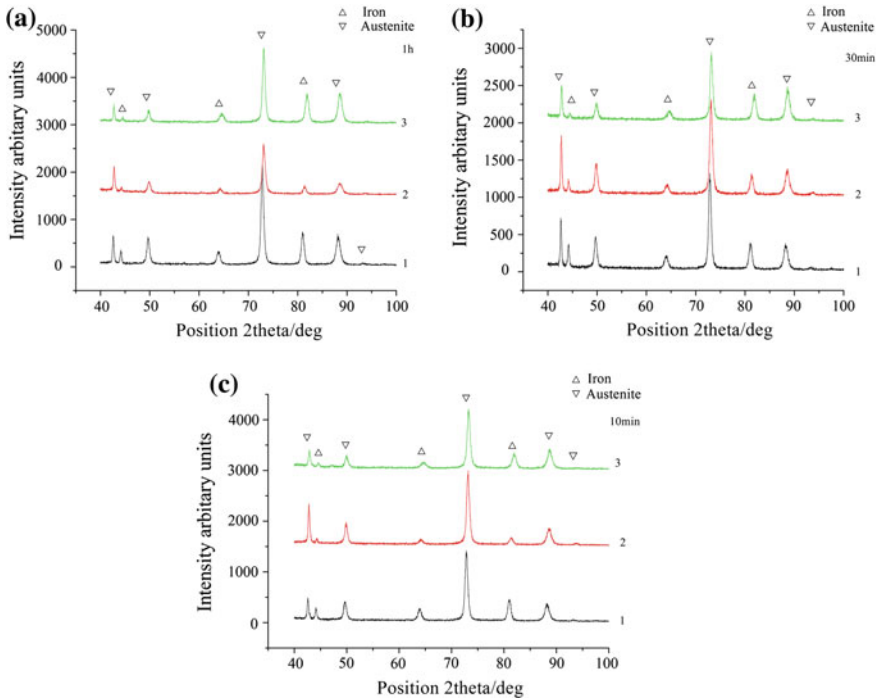 (a)
△ Iron
▽ Austenite
1h
5000
4000
3000
2000
1000
0
3
2
1
40 50 60 70 80 90 100
Position 2theta/deg
Intensity arbitary units
(b)
△ Iron
▽ Austenite
30min
3000
2500
2000
1500
1000
500
0
3
2
1
40 50 60 70 80 90 100
Position 2theta/deg
Intensity arbitary units
(c)
△ Iron
▽ Austenite
10min
4000
3000
2000
1000
0
3
2
1
40 50 60 70 80 90 100
Position 2theta/deg
Intensity arbitary units